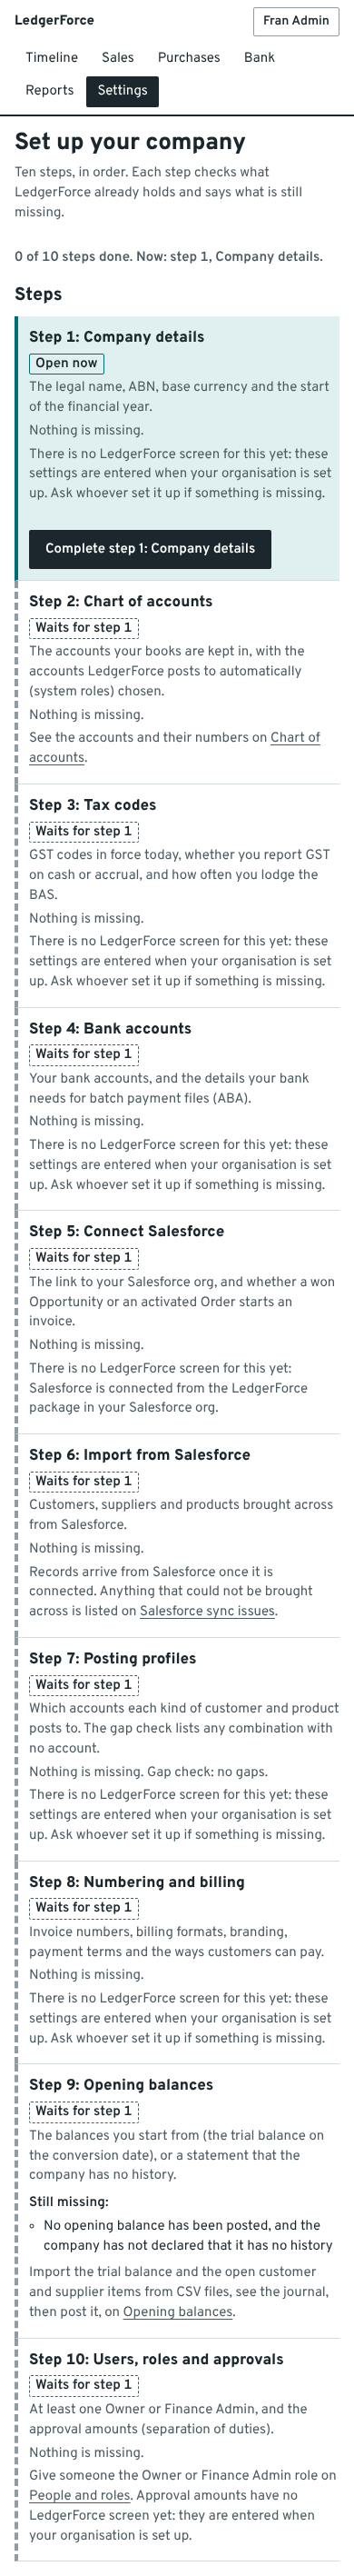 LedgerForce
Fran Admin
Timeline Sales Purchases Bank
Reports Settings
Set up your company
Ten steps, in order. Each step checks what
LedgerForce already holds and says what is still
missing.
0 of 10 steps done. Now: step 1, Company details.
Steps
Step 1: Company details
Open now
The legal name, ABN, base currency and the start
of the financial year.
Nothing is missing.
There is no LedgerForce screen for this yet: these
settings are entered when your organisation is set
up. Ask whoever set it up if something is missing.
Complete step 1: Company details
Step 2: Chart of accounts
Waits for step 1
The accounts your books are kept in, with the
accounts LedgerForce posts to automatically
(system roles) chosen.
Nothing is missing.
See the accounts and their numbers on Chart of
accounts.
Step 3: Tax codes
Waits for step 1
GST codes in force today, whether you report GST
on cash or accrual, and how often you lodge the
BAS.
Nothing is missing.
There is no LedgerForce screen for this yet: these
settings are entered when your organisation is set
up. Ask whoever set it up if something is missing.
Step 4: Bank accounts
Waits for step 1
Your bank accounts, and the details your bank
needs for batch payment files (ABA).
Nothing is missing.
There is no LedgerForce screen for this yet: these
settings are entered when your organisation is set
up. Ask whoever set it up if something is missing.
Step 5: Connect Salesforce
Waits for step 1
The link to your Salesforce org, and whether a won
Opportunity or an activated Order starts an
invoice.
Nothing is missing.
There is no LedgerForce screen for this yet:
Salesforce is connected from the LedgerForce
package in your Salesforce org.
Step 6: Import from Salesforce
Waits for step 1
Customers, suppliers and products brought across
from Salesforce.
Nothing is missing.
Records arrive from Salesforce once it is
connected. Anything that could not be brought
across is listed on Salesforce sync issues.
Step 7: Posting profiles
Waits for step 1
Which accounts each kind of customer and product
posts to. The gap check lists any combination with
no account.
Nothing is missing. Gap check: no gaps.
There is no LedgerForce screen for this yet: these
settings are entered when your organisation is set
up. Ask whoever set it up if something is missing.
Step 8: Numbering and billing
Waits for step 1
Invoice numbers, billing formats, branding,
payment terms and the ways customers can pay.
Nothing is missing.
There is no LedgerForce screen for this yet: these
settings are entered when your organisation is set
up. Ask whoever set it up if something is missing.
Step 9: Opening balances
Waits for step 1
The balances you start from (the trial balance on
the conversion date), or a statement that the
company has no history.
Still missing:
No opening balance has been posted, and the
company has not declared that it has no history
Import the trial balance and the open customer
and supplier items from CSV files, see the journal,
then post it, on Opening balances.
Step 10: Users, roles and approvals
Waits for step 1
At least one Owner or Finance Admin, and the
approval amounts (separation of duties).
Nothing is missing.
Give someone the Owner or Finance Admin role on
People and roles. Approval amounts have no
LedgerForce screen yet: they are entered when
your organisation is set up.